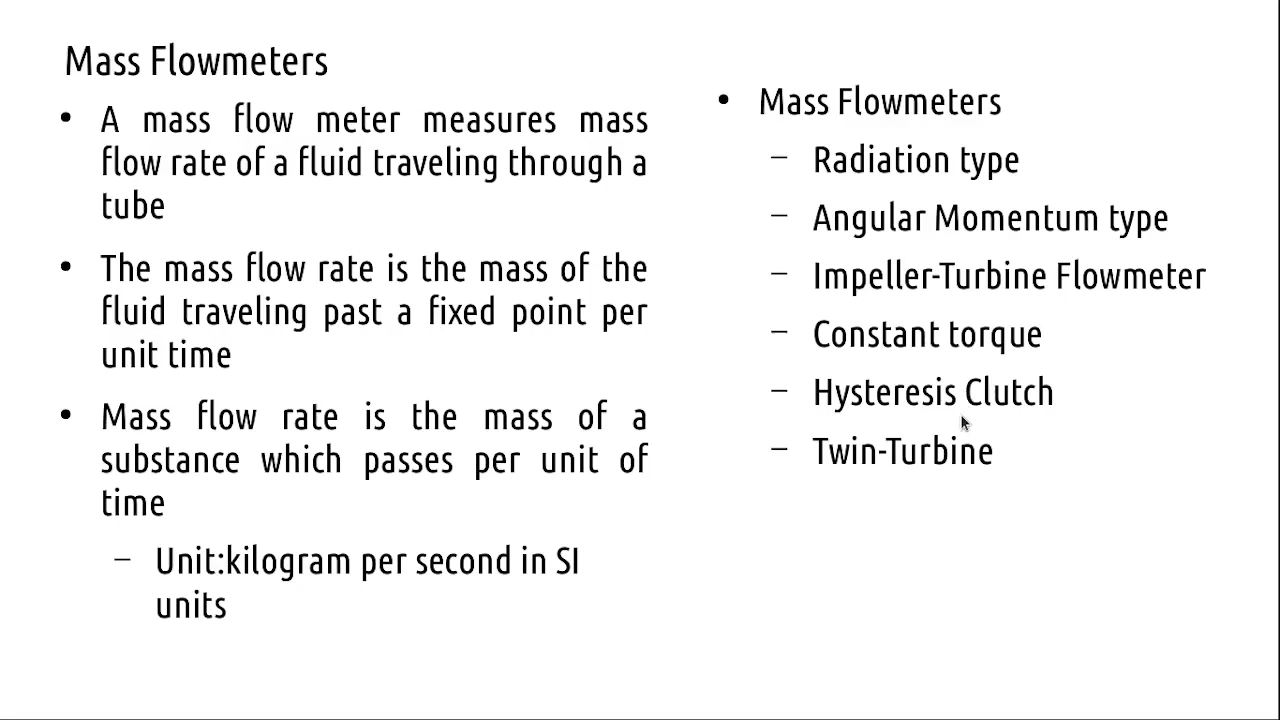 Mass Flowmeters
• A mass flow meter measures mass
flow rate of a fluid traveling through a
tube
• The mass flow rate is the mass of the
fluid traveling past a fixed point per
unit time
• Mass flow rate is the mass of a
substance which passes per unit of
time
– Unit:kilogram per second in SI
units
• Mass Flowmeters
– Radiation type
– Angular Momentum type
– Impeller-Turbine Flowmeter
– Constant torque
– Hysteresis Clutch
– Twin-Turbine